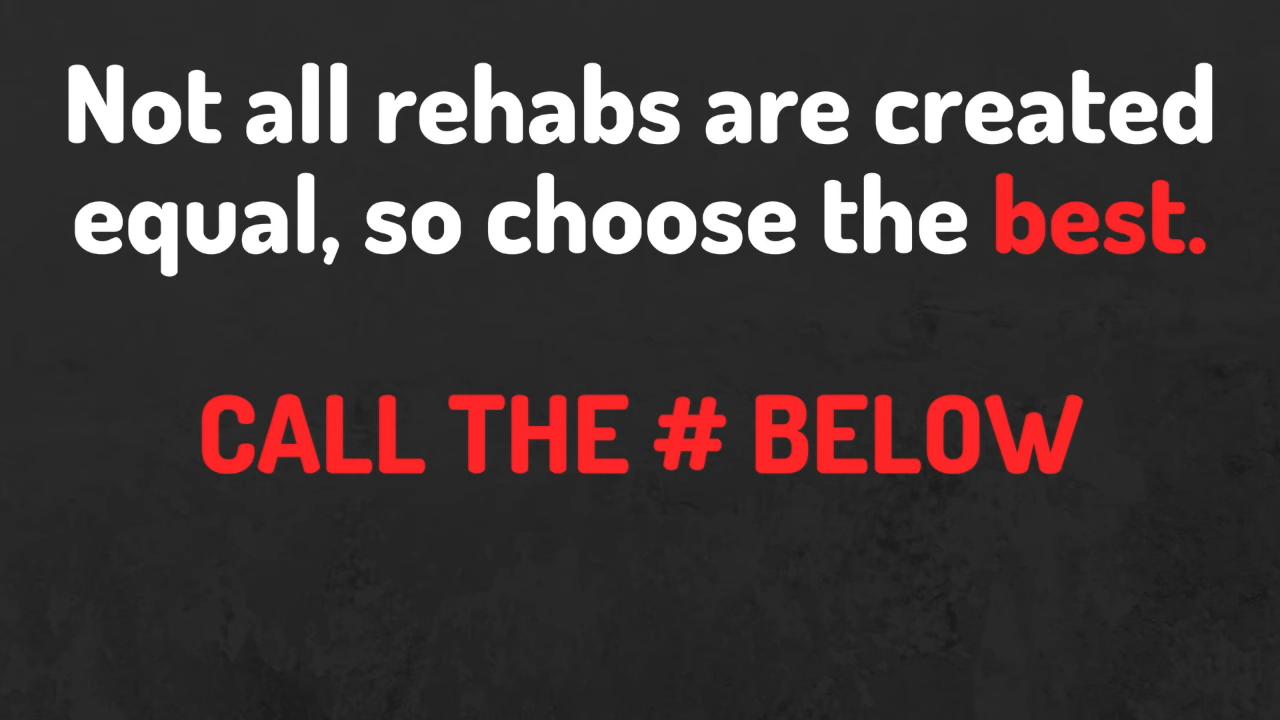 Not all rehabs are created
equal, so choose the best.
CALL THE # BELOW